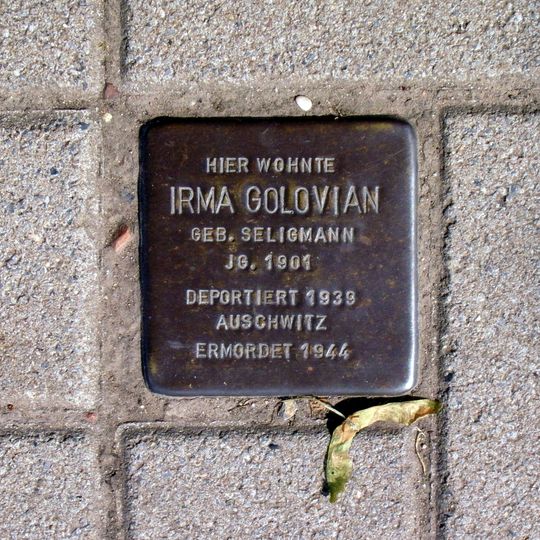 HIER WOHNTE
IRMA GOLOVIAN
GEB. SELIGMANN
JG. 1901
DEPORTIERT 1939
AUSCHWITZ
ERMORDET 1944